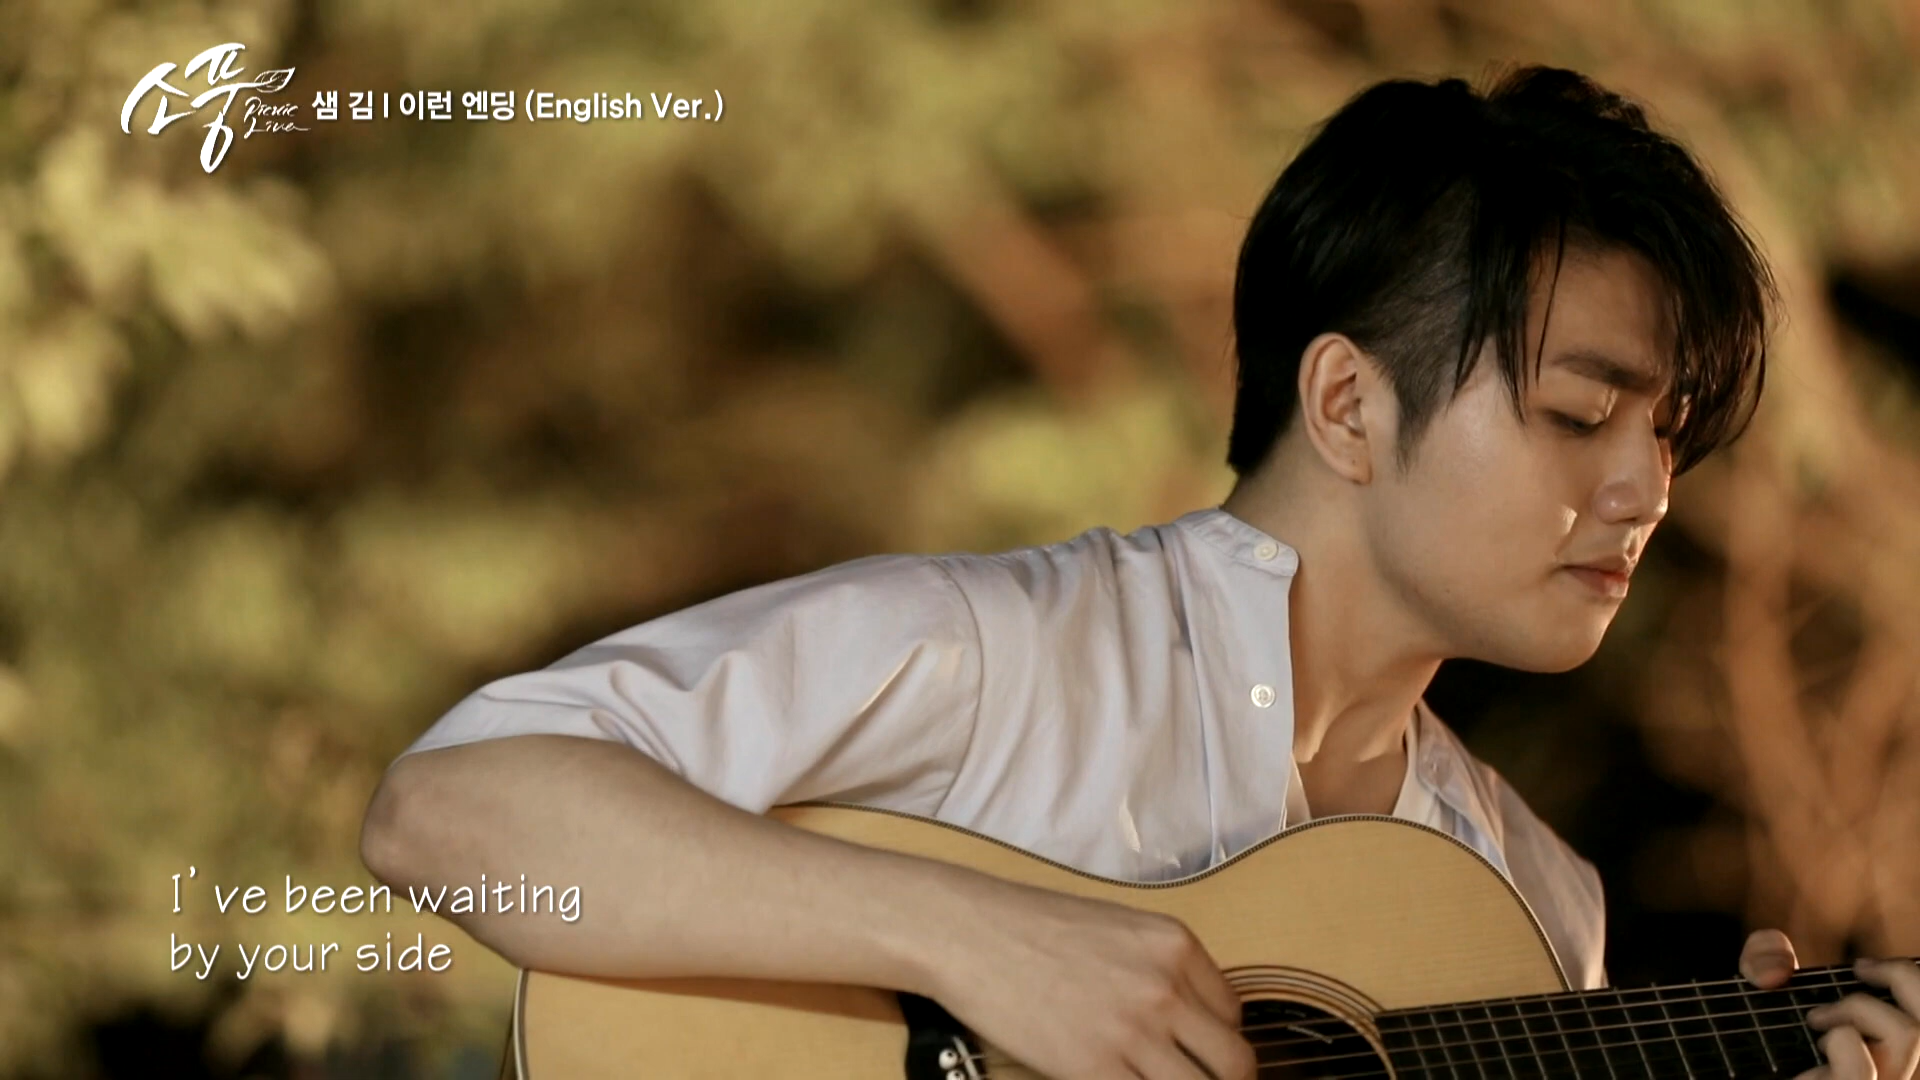 소풍
Picnic
Live
샘 김 | 이런 엔딩 (English Ver.)
I've been waiting
by your side